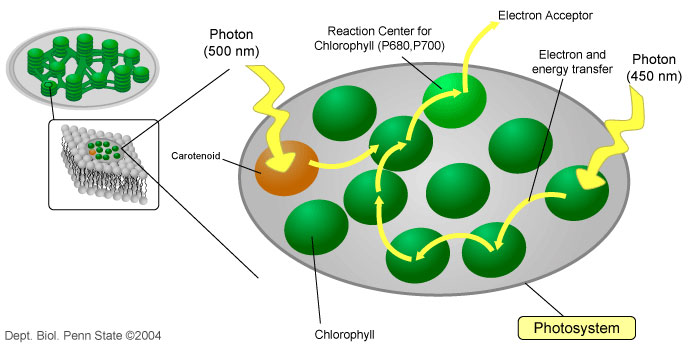 Electron Acceptor
Reaction Center for
Chlorophyll (P680,P700)
Photon
(500 nm)
Electron and
energy transfer
Photon
(450 nm)
Carotenoid
Chlorophyll
Photosystem
Dept. Biol. Penn State ©2004